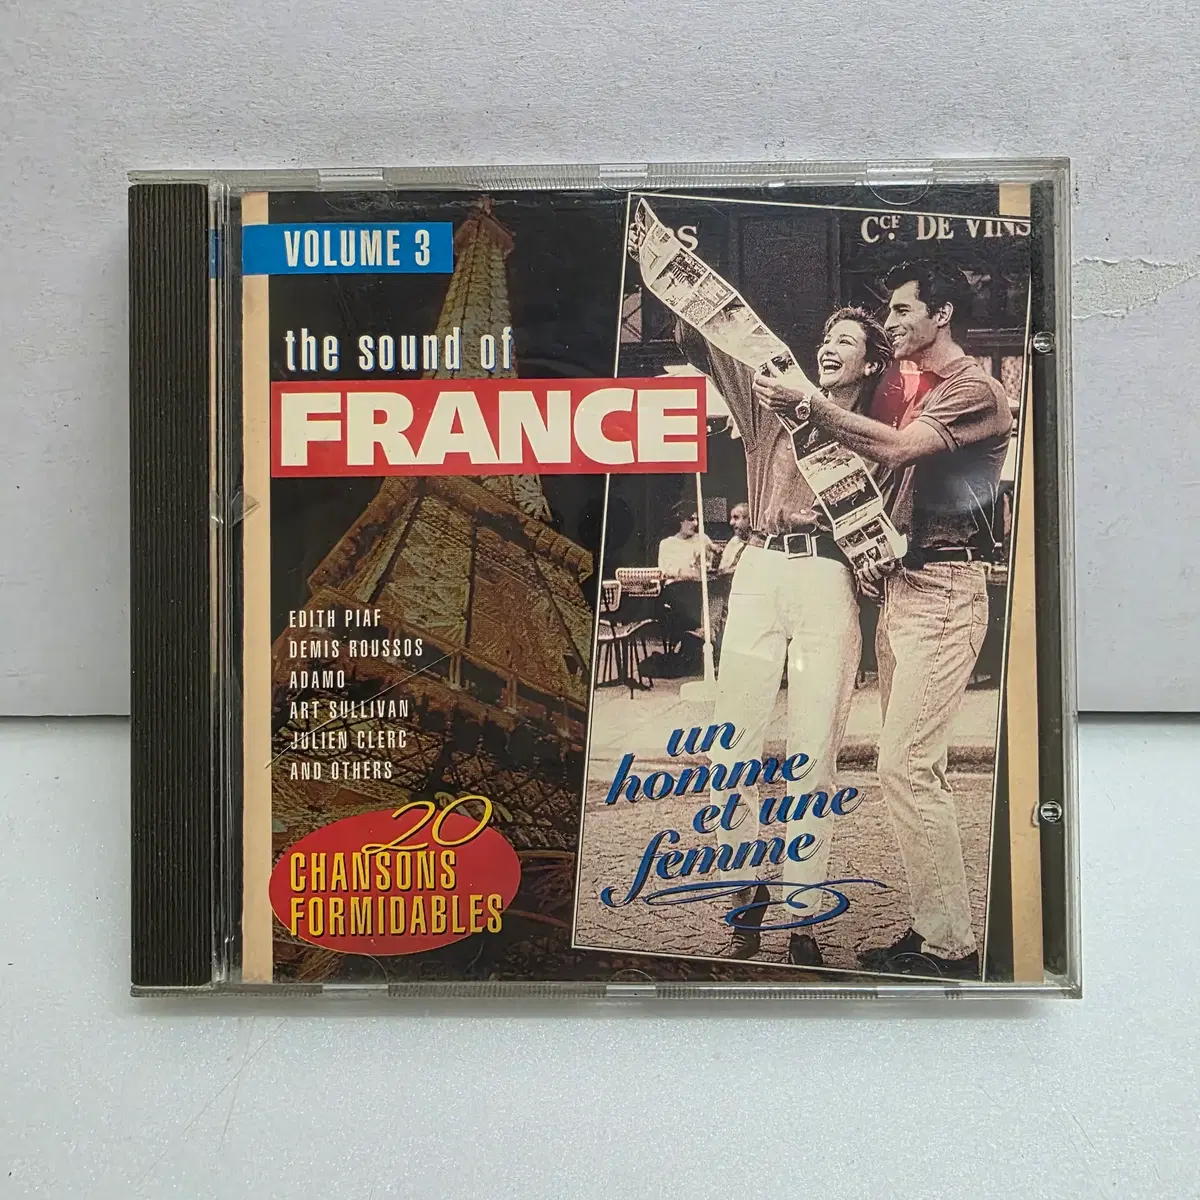 VOLUME 3
the sound of
FRANCE
Cᶜᴱ. DE VINS
EDITH PIAF
DEMIS ROUSSOS
ADAMO
ART SULLIVAN
JULIEN CLERC
AND OTHERS
20
CHANSONS
FORMIDABLES
un
homme
et une
femme